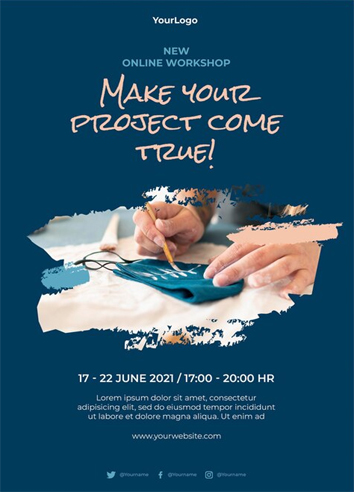 YourLogo
NEW
ONLINE WORKSHOP
MAKE YOUR
PROJECT COME
TRUE!
17 - 22 JUNE 2021 / 17:00 - 20:00 HR
Lorem ipsum dolor sit amet, consectetur
adipiscing elit, sed do eiusmod tempor incididunt
ut labore et dolore magna aliqua. Ut enim ad
www.yourwebsite.com
@Yourname @Yourname @Yourname